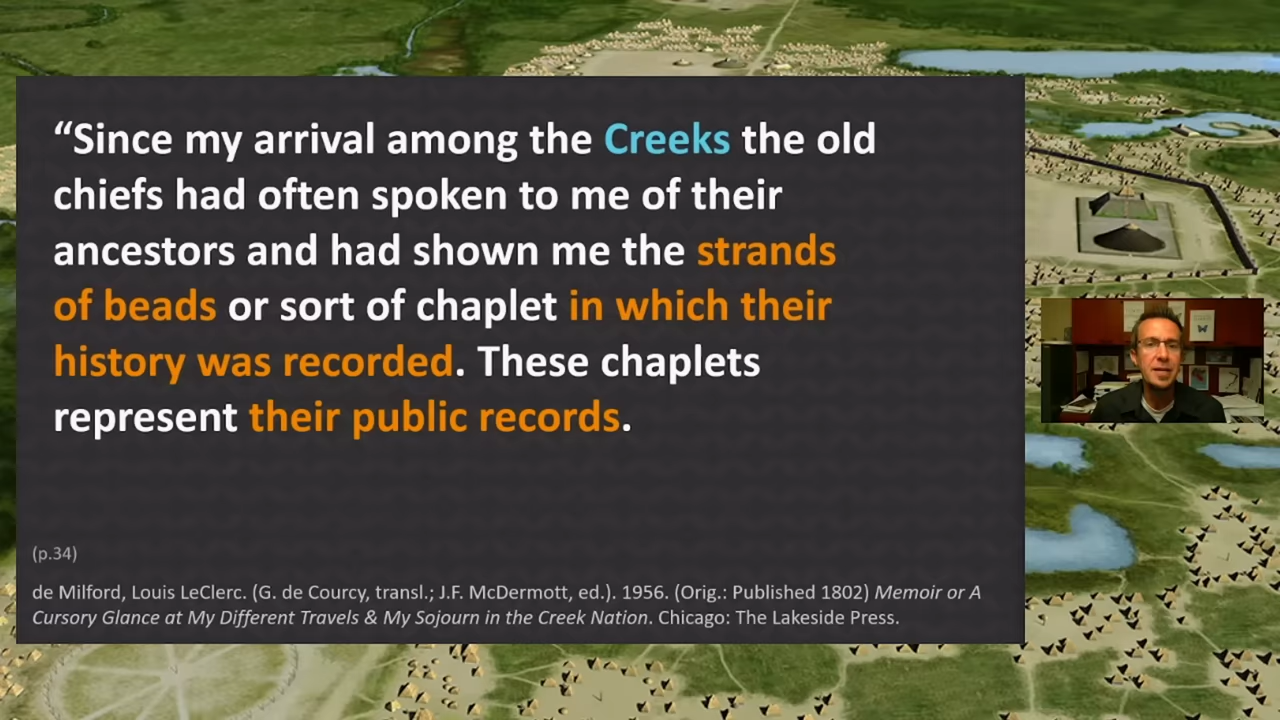 “Since my arrival among the Creeks the old
chiefs had often spoken to me of their
ancestors and had shown me the strands
of beads or sort of chaplet in which their
history was recorded. These chaplets
represent their public records.
(p.34)
de Milford, Louis LeClerc. (G. de Courcy, transl.; J.F. McDermott, ed.). 1956. (Orig.: Published 1802) Memoir or A
Cursory Glance at My Different Travels & My Sojourn in the Creek Nation. Chicago: The Lakeside Press.